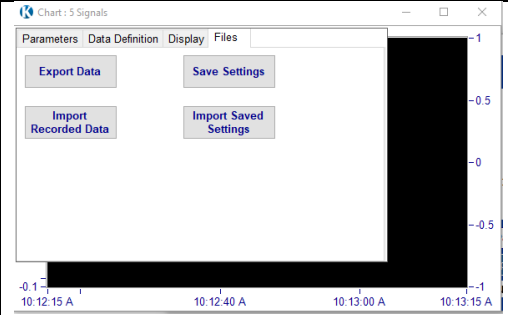 Chart : 5 Signals
Parameters Data Definition Display Files
Export Data Save Settings
Import Recorded Data Import Saved Settings
1
0.5
0
-0.5
-0.1 -1
10:12:15 A 10:12:40 A 10:13:00 A 10:13:15 A